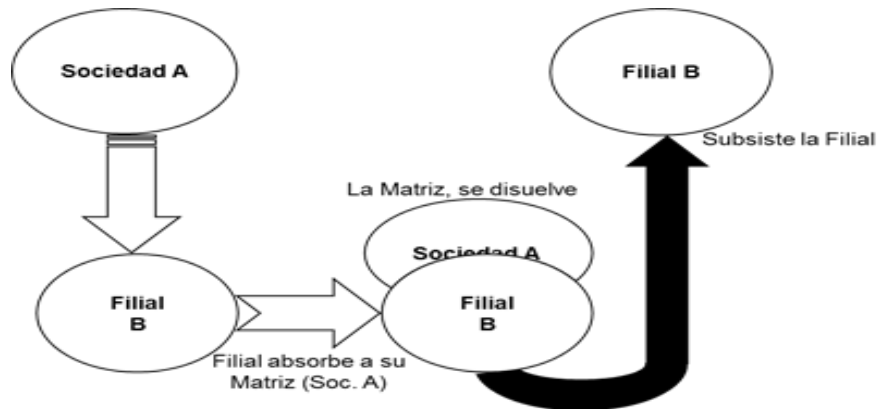 Sociedad A
Filial B
Subsiste la Filial
La Matriz, se disuelve
Sociedad A
Filial
B
Filial
B
Filial absorbe a su
Matriz (Soc. A)